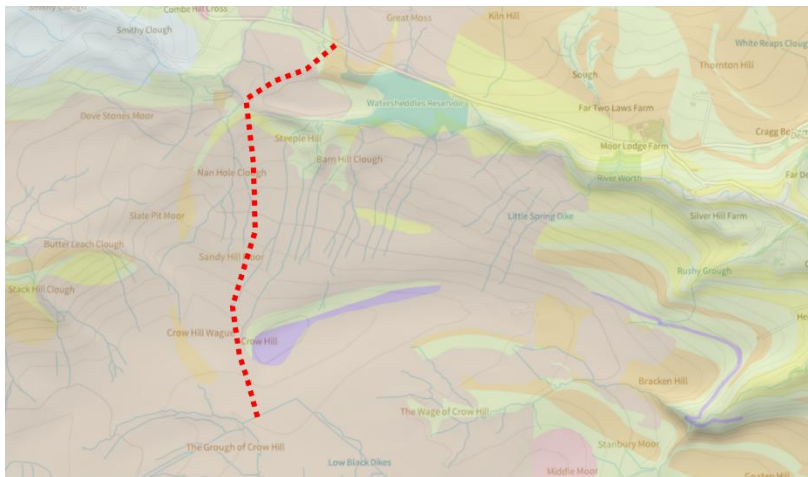 Smithy Clough
Combe Hill Cross
Great Moss
Kiln Hill
Smithy Clough
White Reaps Cloug
Thornton Hill
Sough
Watersheddles Reservoir
Far Two Laws Farm
Dove Stones Moor
Cragg Bo
Steeple Hill
Moor Lodge Farm
Barn Hill Clough
Nan Hole Clough
River Worth
Far De
Slate Pit Moor
Little Spring Dike
Silver Hill Farm
Butter Leach Clough
Sandy Hill Moor
Rushy Grough
Stack Hill Clough
Crow Hill Wague
Crow Hill
Bracken Hill
The Wage of Crow Hill
The Grough of Crow Hill
Stanbury Moor
Low Black Dikes
Middle Moor